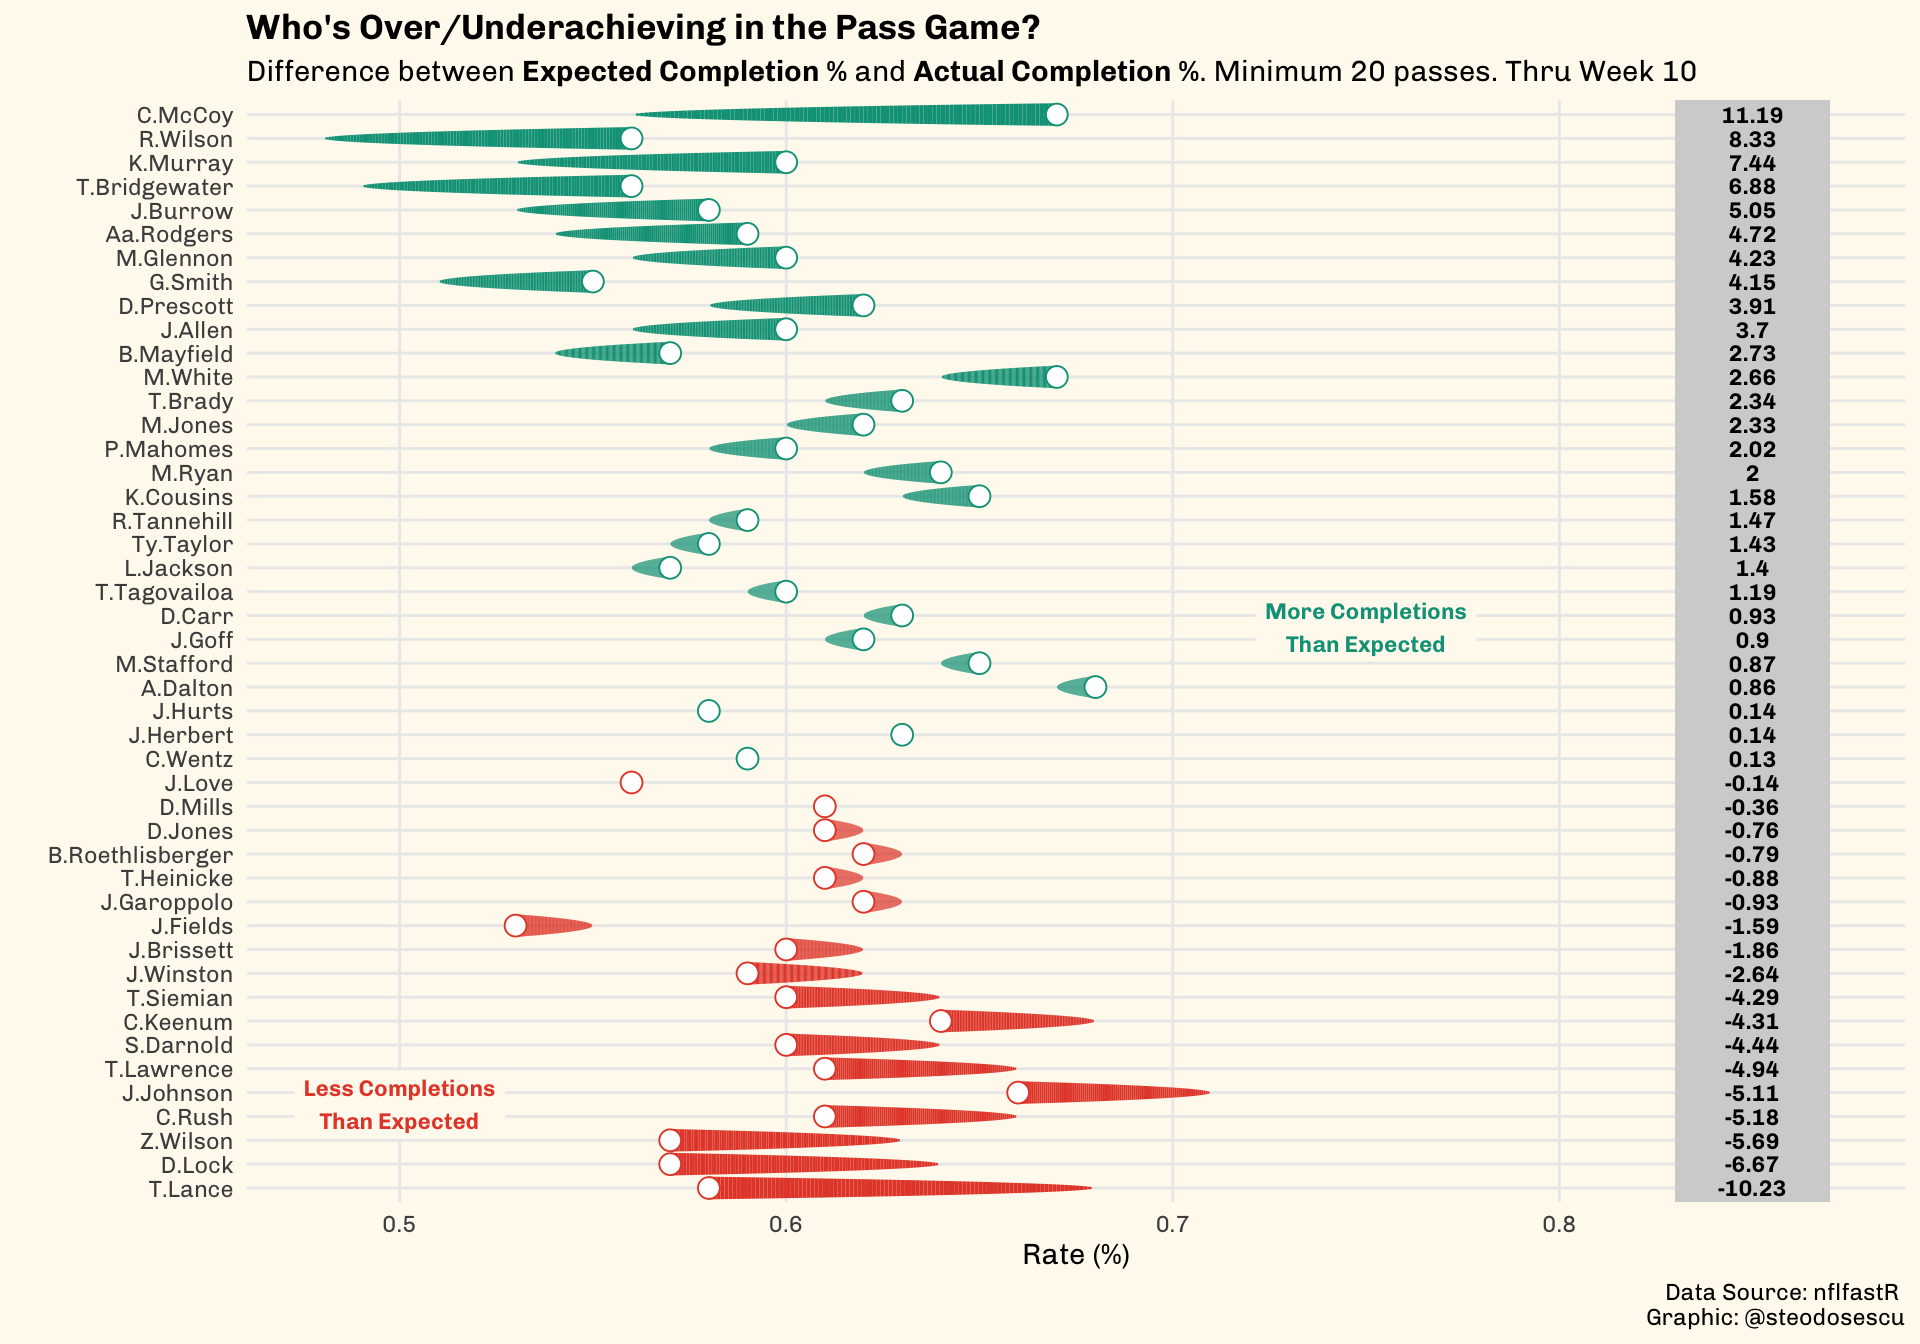 Who's Over/Underachieving in the Pass Game?
Difference between Expected Completion % and Actual Completion %. Minimum 20 passes. Thru Week 10
C.McCoy 11.19
R.Wilson 8.33
K.Murray 7.44
T.Bridgewater 6.88
J.Burrow 5.05
Aa.Rodgers 4.72
M.Glennon 4.23
G.Smith 4.15
D.Prescott 3.91
J.Allen 3.7
B.Mayfield 2.73
M.White 2.66
T.Brady 2.34
M.Jones 2.33
P.Mahomes 2.02
M.Ryan 2
K.Cousins 1.58
R.Tannehill 1.47
Ty.Taylor 1.43
L.Jackson 1.4
T.Tagovailoa 1.19
D.Carr 0.93
J.Goff 0.9
M.Stafford 0.87
A.Dalton 0.86
J.Hurts 0.14
J.Herbert 0.14
C.Wentz 0.13
J.Love -0.14
D.Mills -0.36
D.Jones -0.76
B.Roethlisberger -0.79
T.Heinicke -0.88
J.Garoppolo -0.93
J.Fields -1.59
J.Brissett -1.86
J.Winston -2.64
T.Siemian -4.29
C.Keenum -4.31
S.Darnold -4.44
T.Lawrence -4.94
J.Johnson -5.11
C.Rush -5.18
Z.Wilson -5.69
D.Lock -6.67
T.Lance -10.23
More Completions
Than Expected
Less Completions
Than Expected
0.5 0.6 0.7 0.8
Rate (%)
Data Source: nflfastR
Graphic: @steodosescu